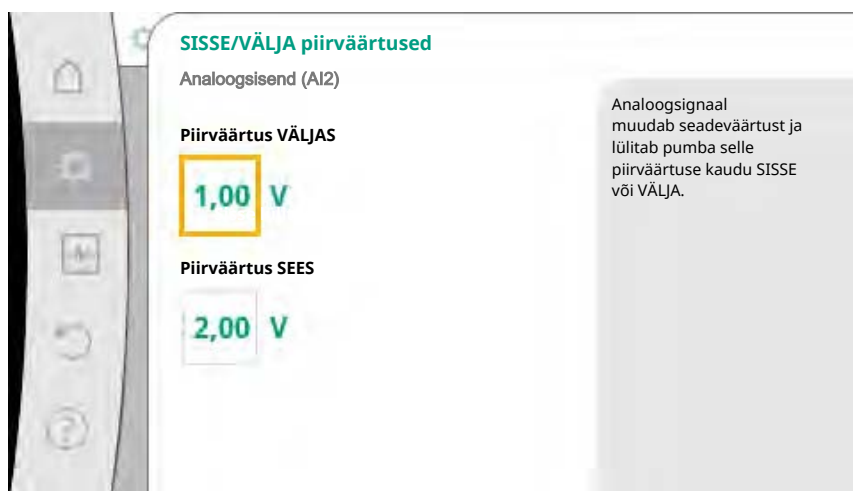 SISSE/VÄLJA piirväärtused
Analoogsisend (AI2)
Piirväärtus VÄLJAS
1,00 V
Piirväärtus SEES
2,00 V
Analoogsignaal
muudab seadeväärtust ja
lülitab pumba selle
piirväärtuse kaudu SISSE
või VÄLJA.